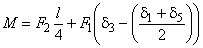 M = F₂ l/4 + F₁(δ₃ − ((δ₁ + δ₅)/2))